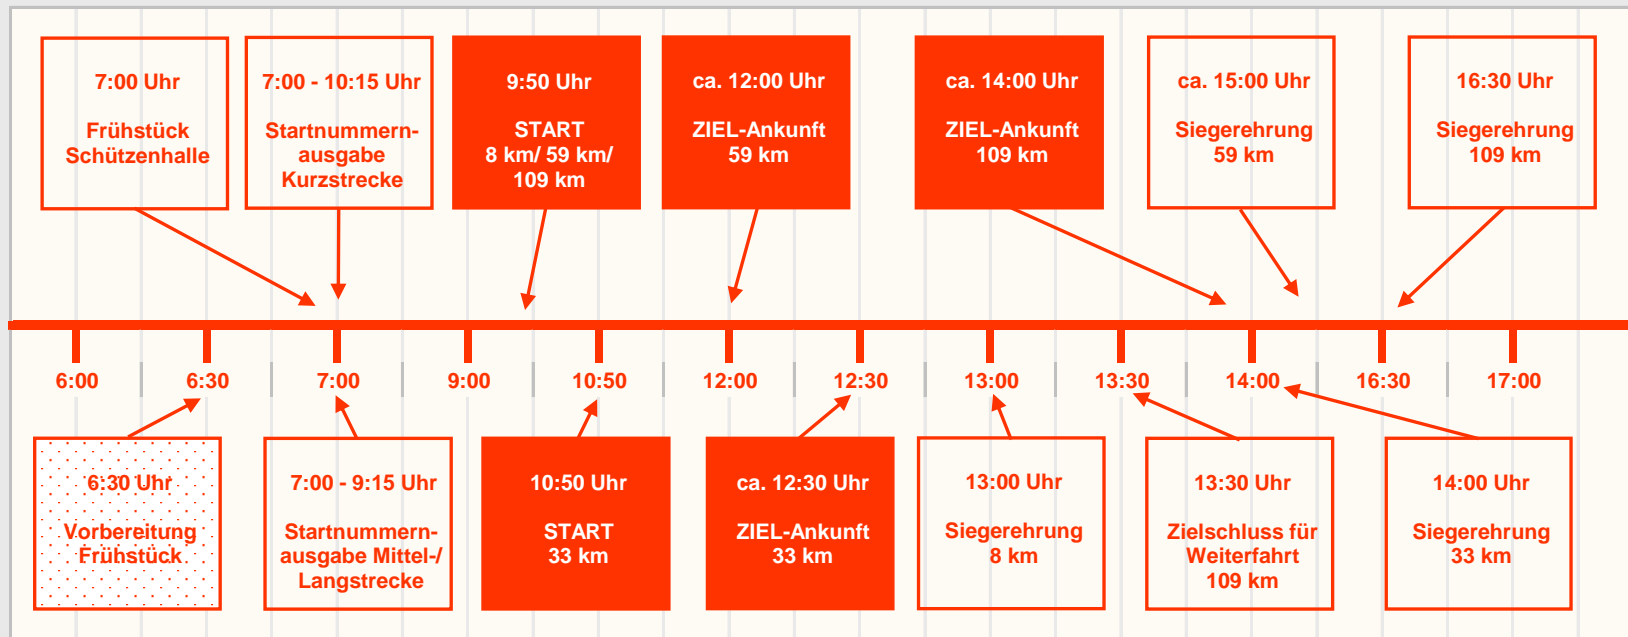 7:00 Uhr
Frühstück
Schützenhalle
7:00 - 10:15 Uhr
Startnummern-
ausgabe
Kurzstrecke
9:50 Uhr
START
8 km/ 59 km/
109 km
ca. 12:00 Uhr
ZIEL-Ankunft
59 km
ca. 14:00 Uhr
ZIEL-Ankunft
109 km
ca. 15:00 Uhr
Siegerehrung
59 km
16:30 Uhr
Siegerehrung
109 km
6:00
6:30
7:00
9:00
10:50
12:00
12:30
13:00
13:30
14:00
16:30
17:00
6:30 Uhr
Vorbereitung
Frühstück
7:00 - 9:15 Uhr
Startnummern-
ausgabe Mittel-/
Langstrecke
10:50 Uhr
START
33 km
ca. 12:30 Uhr
ZIEL-Ankunft
33 km
13:00 Uhr
Siegerehrung
8 km
13:30 Uhr
Zielschluss für
Weiterfahrt
109 km
14:00 Uhr
Siegerehrung
33 km